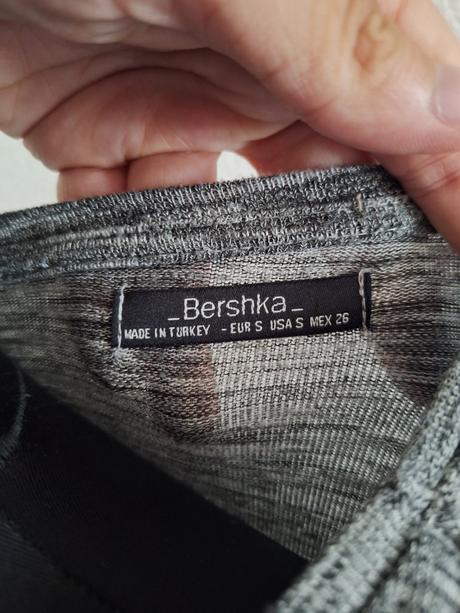 _Bershka_
MADE IN TURKEY - EUR S USA S MEX 26